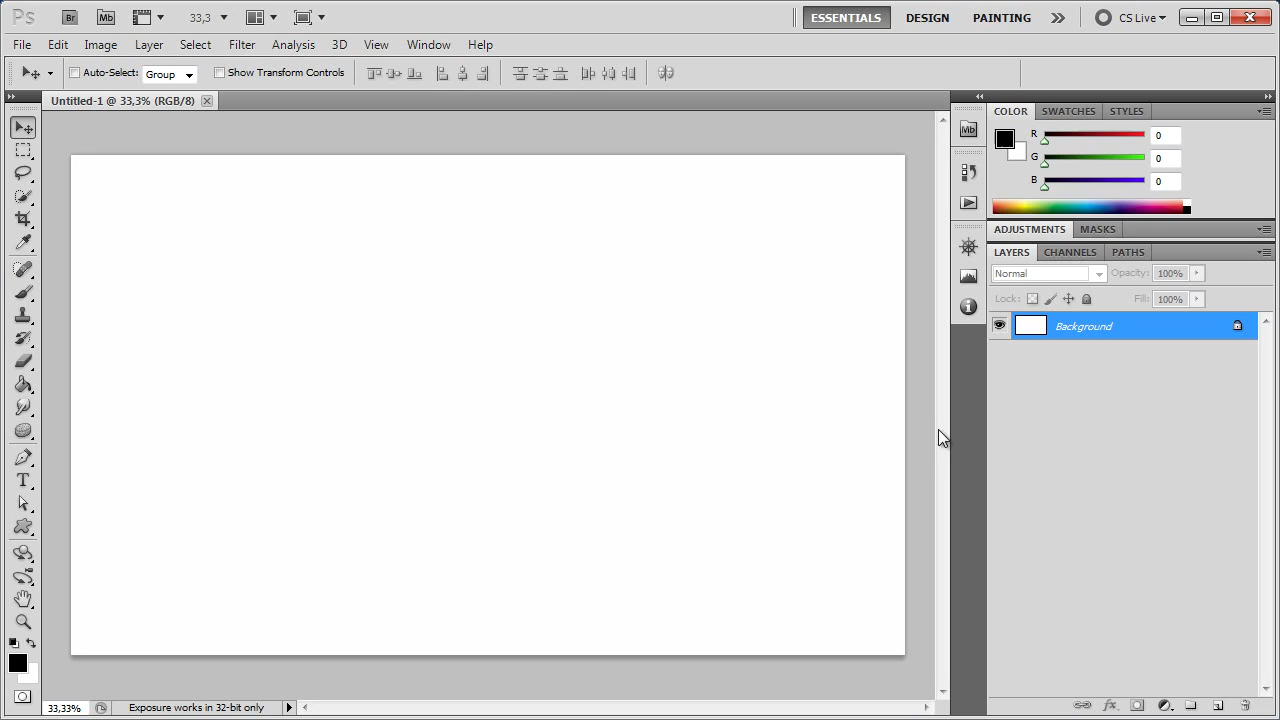 Ps Br Mb 33,3 ESSENTIALS DESIGN PAINTING CS Live
File Edit Image Layer Select Filter Analysis 3D View Window Help
Auto-Select: Group Show Transform Controls
Untitled-1 @ 33,3% (RGB/8)
COLOR SWATCHES STYLES
Mb
R 0
G 0
B 0
ADJUSTMENTS MASKS
LAYERS CHANNELS PATHS
Normal Opacity: 100%
Lock: Fill: 100%
Background
T
33,33% Exposure works in 32-bit only
fx